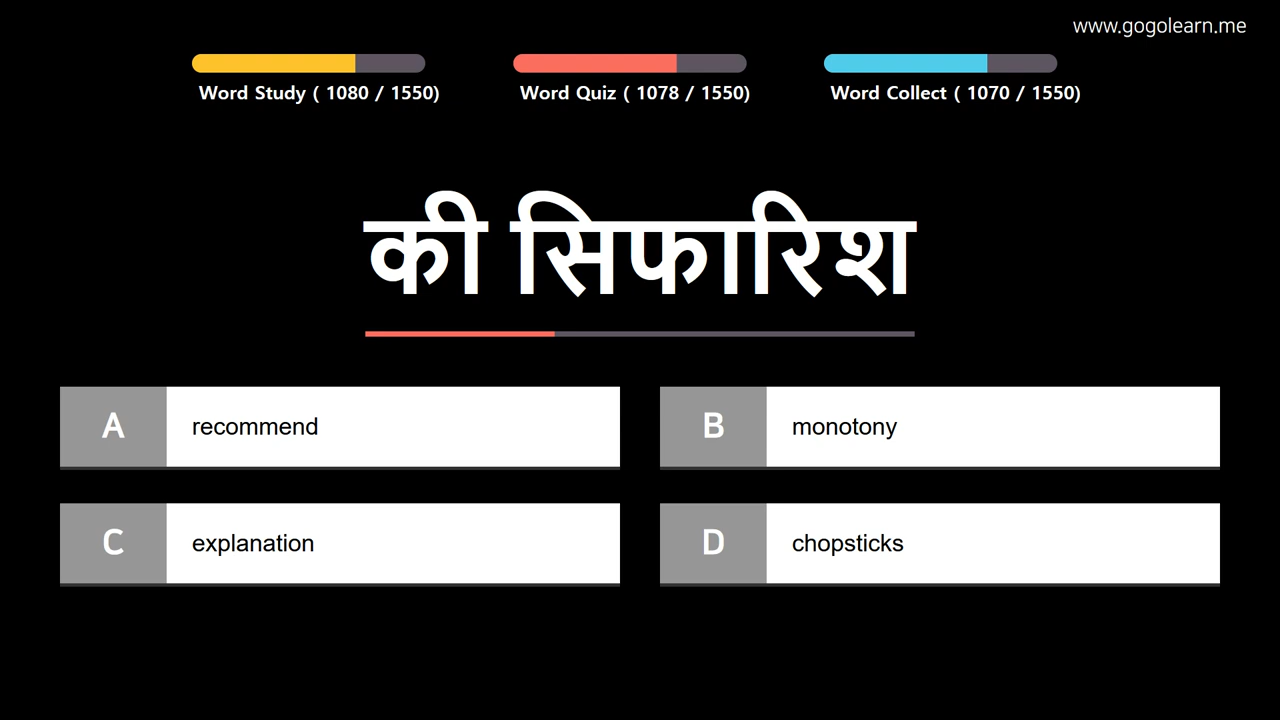 www.gogolearn.me
Word Study ( 1080 / 1550)
Word Quiz ( 1078 / 1550)
Word Collect ( 1070 / 1550)
की सिफारिश
A recommend
B monotony
C explanation
D chopsticks